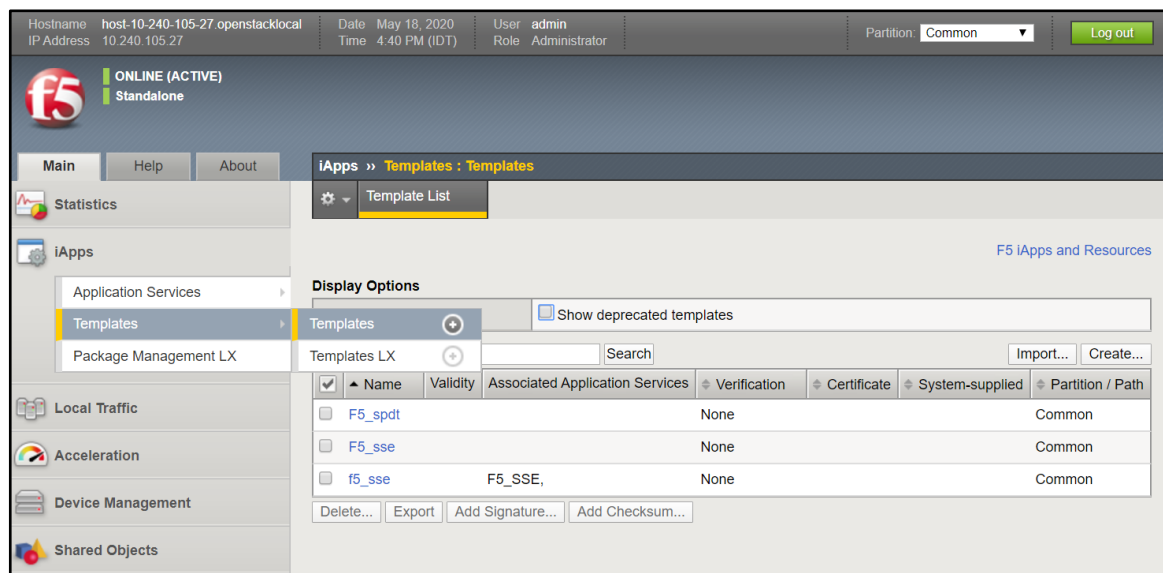 Hostname host-10-240-105-27.openstacklocal Date May 18, 2020 User admin
IP Address 10.240.105.27 Time 4:40 PM (IDT) Role Administrator
Partition: Common Log out
f5
ONLINE (ACTIVE)
Standalone
Main Help About
iApps ›› Templates : Templates
Template List
Statistics
iApps
F5 iApps and Resources
Application Services
Display Options
Templates
Templates
Show deprecated templates
Package Management LX
Templates LX
Search
Import... Create...
Name Validity Associated Application Services Verification Certificate System-supplied Partition / Path
Local Traffic
F5_spdt None Common
Acceleration
F5_sse None Common
f5_sse F5_SSE, None Common
Device Management
Delete... Export Add Signature... Add Checksum...
Shared Objects